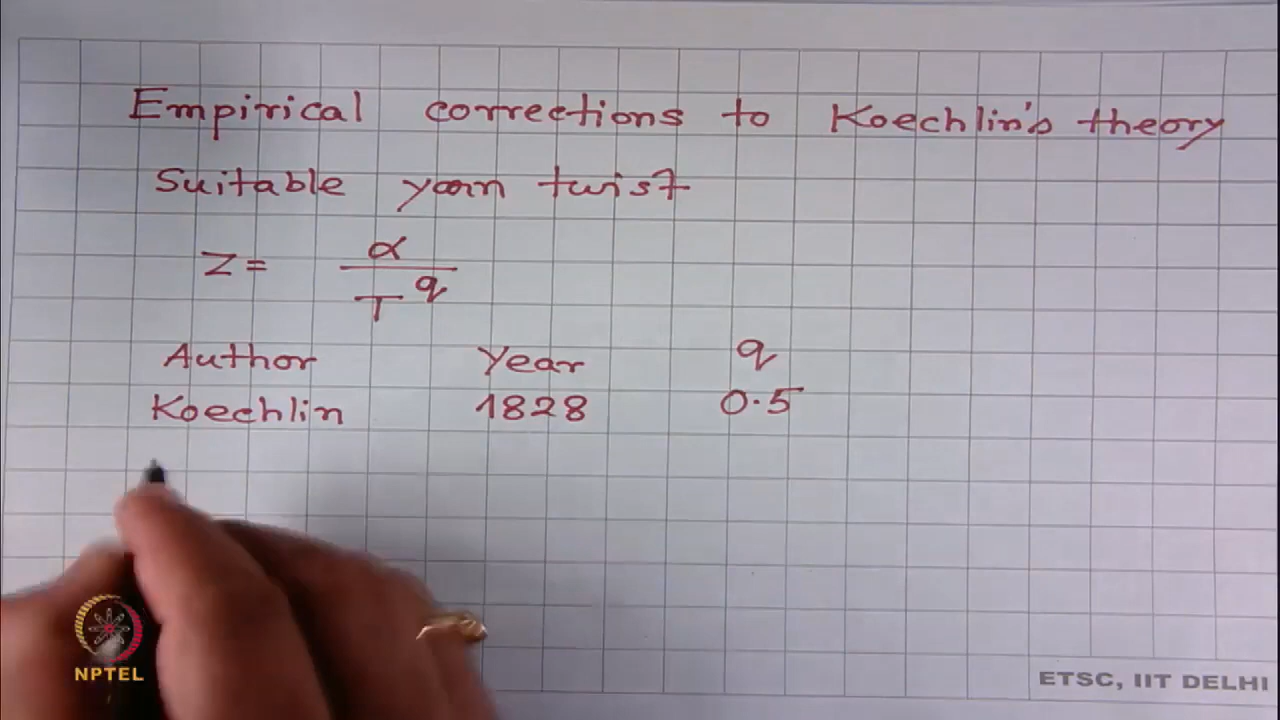 Empirical corrections to Koechlin's theory
Suitable yarn twist
Z = α / T^q
Author Year q
Koechlin 1828 0.5
NPTEL
ETSC, IIT DELHI